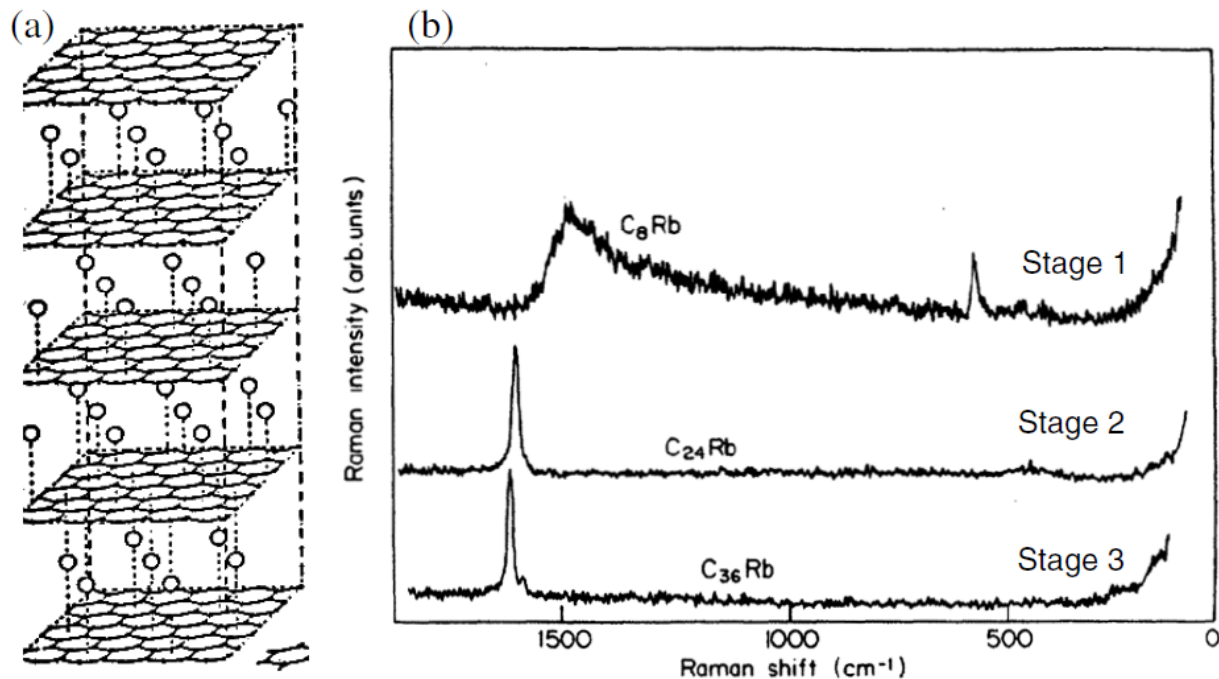 (a)
(b)
Raman intensity (arb. units)
C₈Rb
Stage 1
C₂₄Rb
Stage 2
C₃₆Rb
Stage 3
1500 1000 500 0
Raman shift (cm⁻¹)